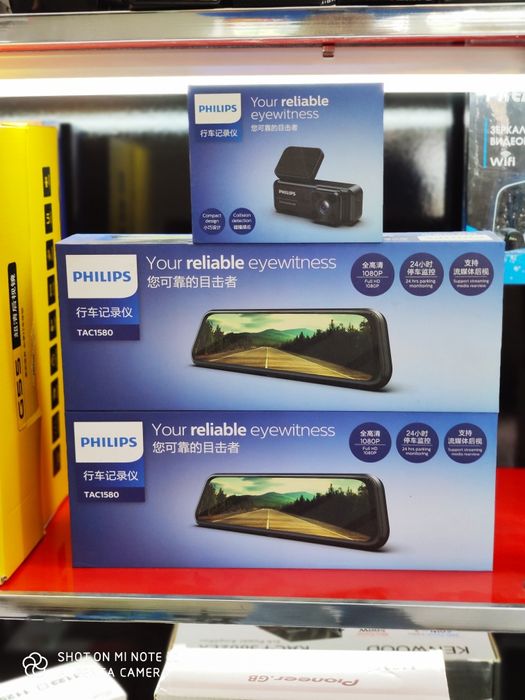 PHILIPS
行车记录仪
Your reliable
eyewitness
您可靠的目击者
PHILIPS
Compact
design
小巧设计
Collision
detection
碰撞感应
ЗЕРКАЛ
ВИДЕО
Wifi
PHILIPS
行车记录仪
TAC1580
Your reliable eyewitness
您可靠的目击者
全高清
1080P
Full HD
1080P
24小时
停车监控
24 hrs parking
monitoring
支持
流媒体后视
Support streaming
media rearview
PHILIPS
行车记录仪
TAC1580
Your reliable eyewitness
您可靠的目击者
全高清
1080P
Full HD
1080P
24小时
停车监控
24 hrs parking
monitoring
支持
流媒体后视
Support streaming
media rearview
KENWOOD
Pioneer.GB
SHOT ON MI NOTE
CAMERA